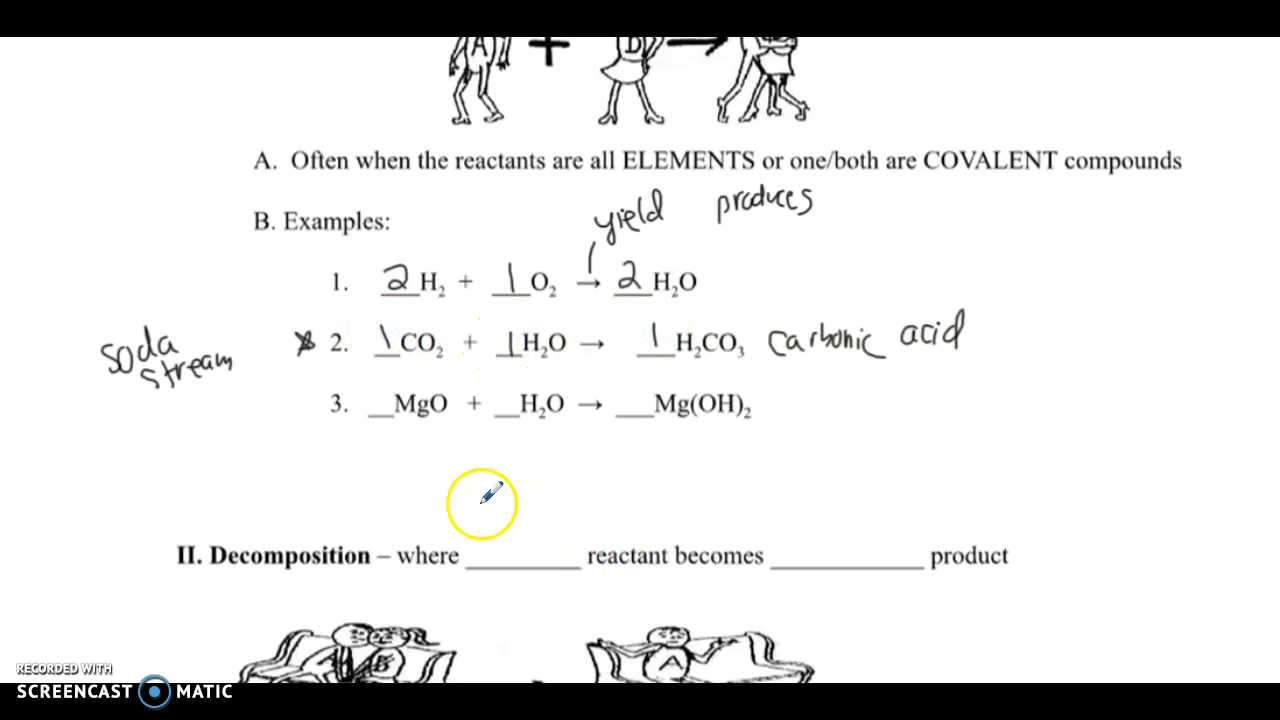 A + D →
A. Often when the reactants are all ELEMENTS or one/both are COVALENT compounds
yield produces
B. Examples:
1. 2 H₂ + 1 O₂ → 2 H₂O
soda stream
2. 1 CO₂ + 1 H₂O → 1 H₂CO₃ carbonic acid
3. __MgO + __H₂O → ___Mg(OH)₂
II. Decomposition – where _________ reactant becomes ____________ product
A B A
RECORDED WITH
SCREENCAST MATIC